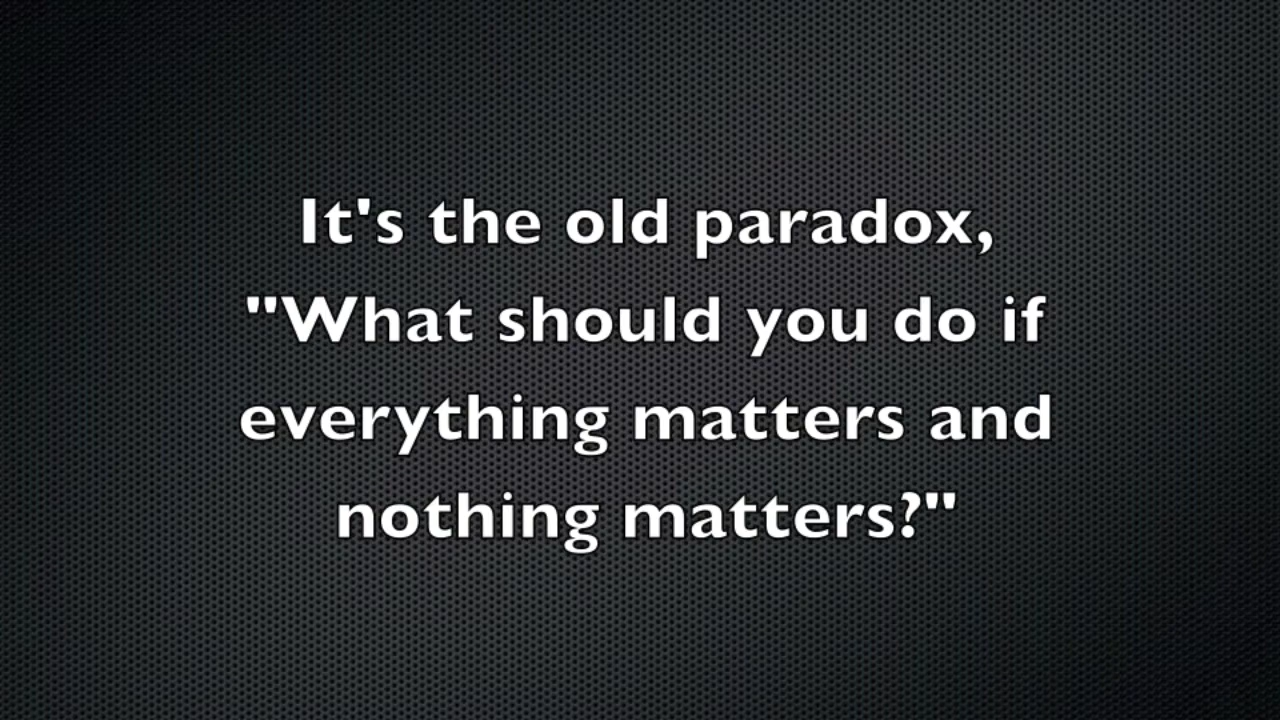 It's the old paradox,
"What should you do if
everything matters and
nothing matters?"